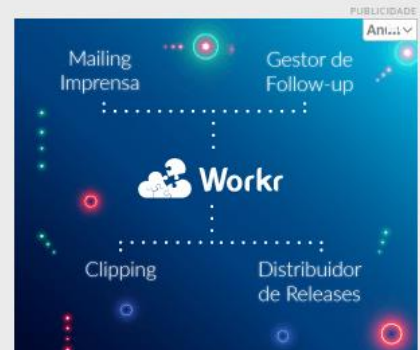 PUBLICIDADE
Mailing
Imprensa
Gestor de
Follow-up
Workr
Clipping
Distribuidor
de Releases